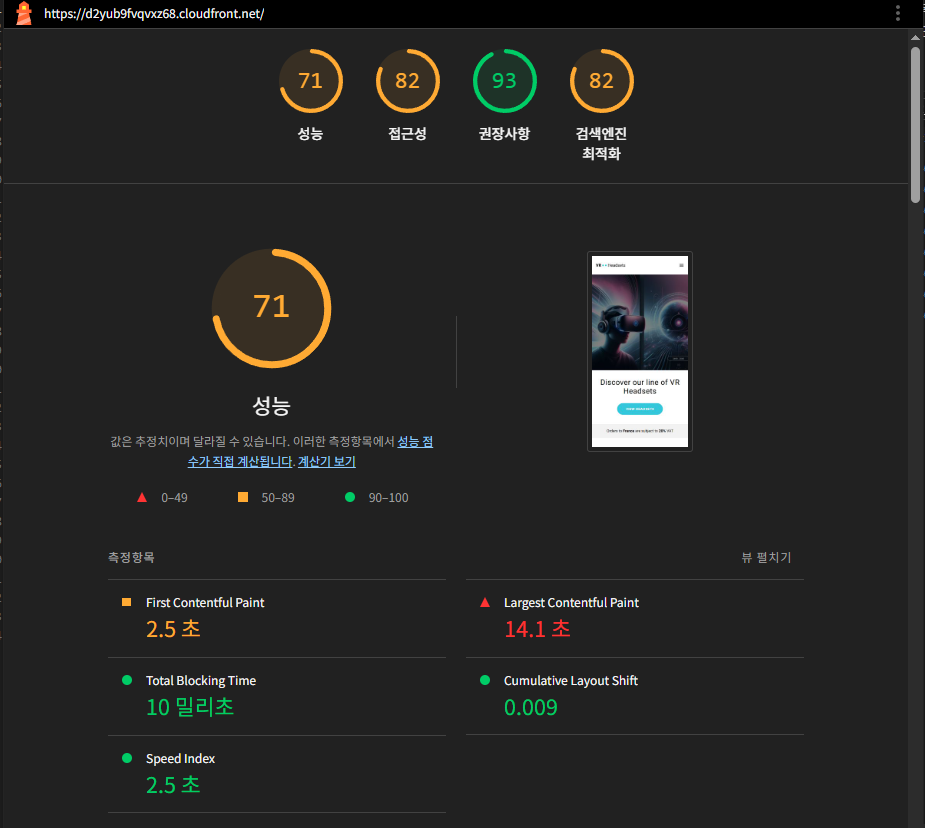 https://d2yub9fvqvxz68.cloudfront.net/
71
82
93
82
성능
접근성
권장사항
검색엔진
최적화
71
성능
값은 추정치이며 달라질 수 있습니다. 이러한 측정항목에서 성능 점
수가 직접 계산됩니다. 계산기 보기
0–49
50–89
90–100
VR Headsets
Discover our line of VR
Headsets
측정항목
뷰 펼치기
First Contentful Paint
2.5 초
Largest Contentful Paint
14.1 초
Total Blocking Time
10 밀리초
Cumulative Layout Shift
0.009
Speed Index
2.5 초